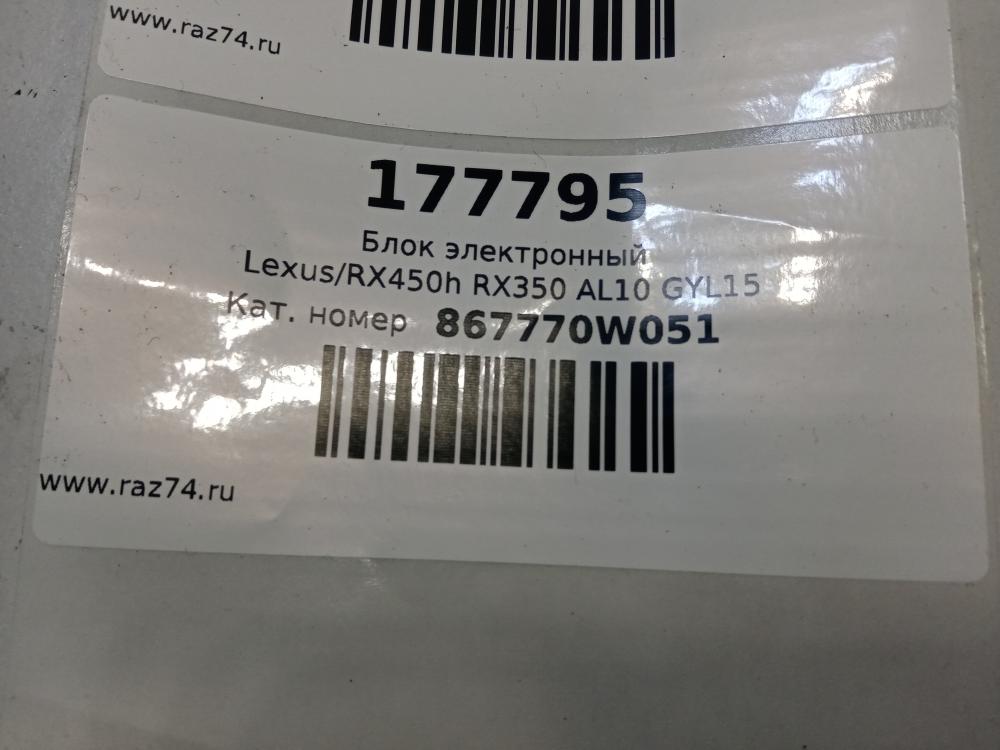 www.raz74.ru
177795
Блок электронный
Lexus/RX450h RX350 AL10 GYL15
Кат. номер 867770W051
www.raz74.ru